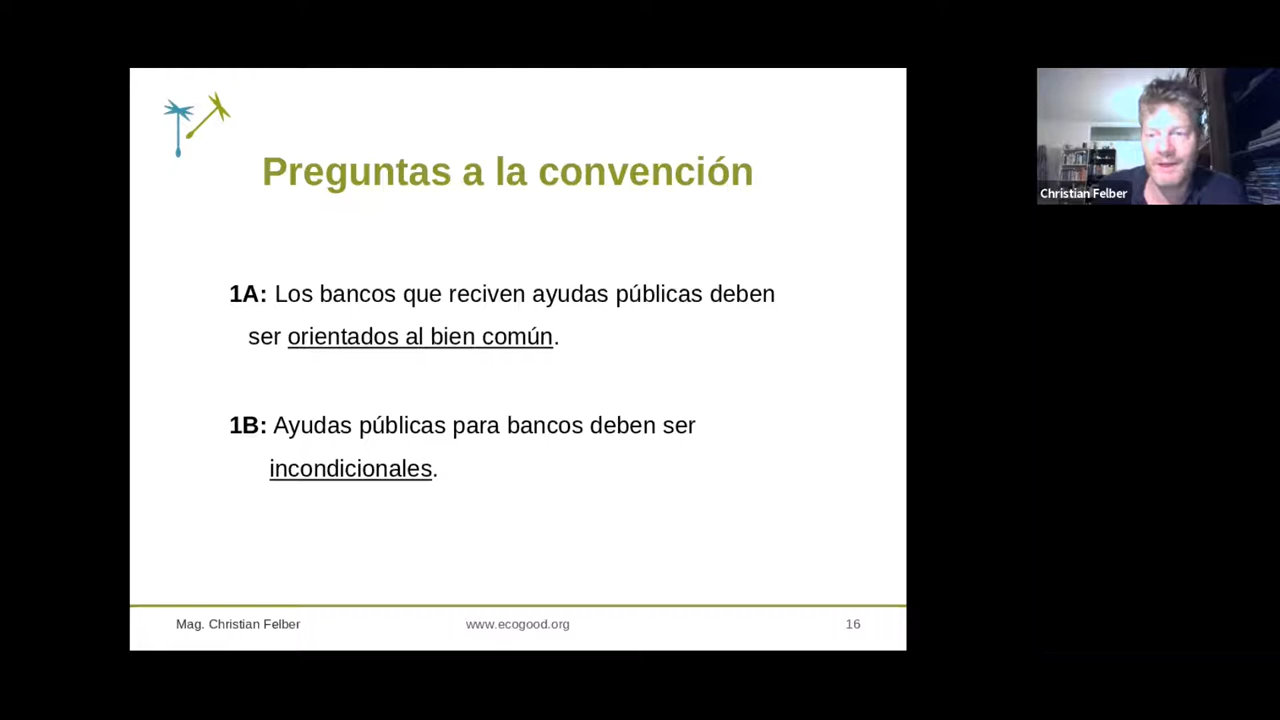 Preguntas a la convención
1A: Los bancos que reciven ayudas públicas deben
ser orientados al bien común.
1B: Ayudas públicas para bancos deben ser
incondicionales.
Mag. Christian Felber
www.ecogood.org
16
Christian Felber